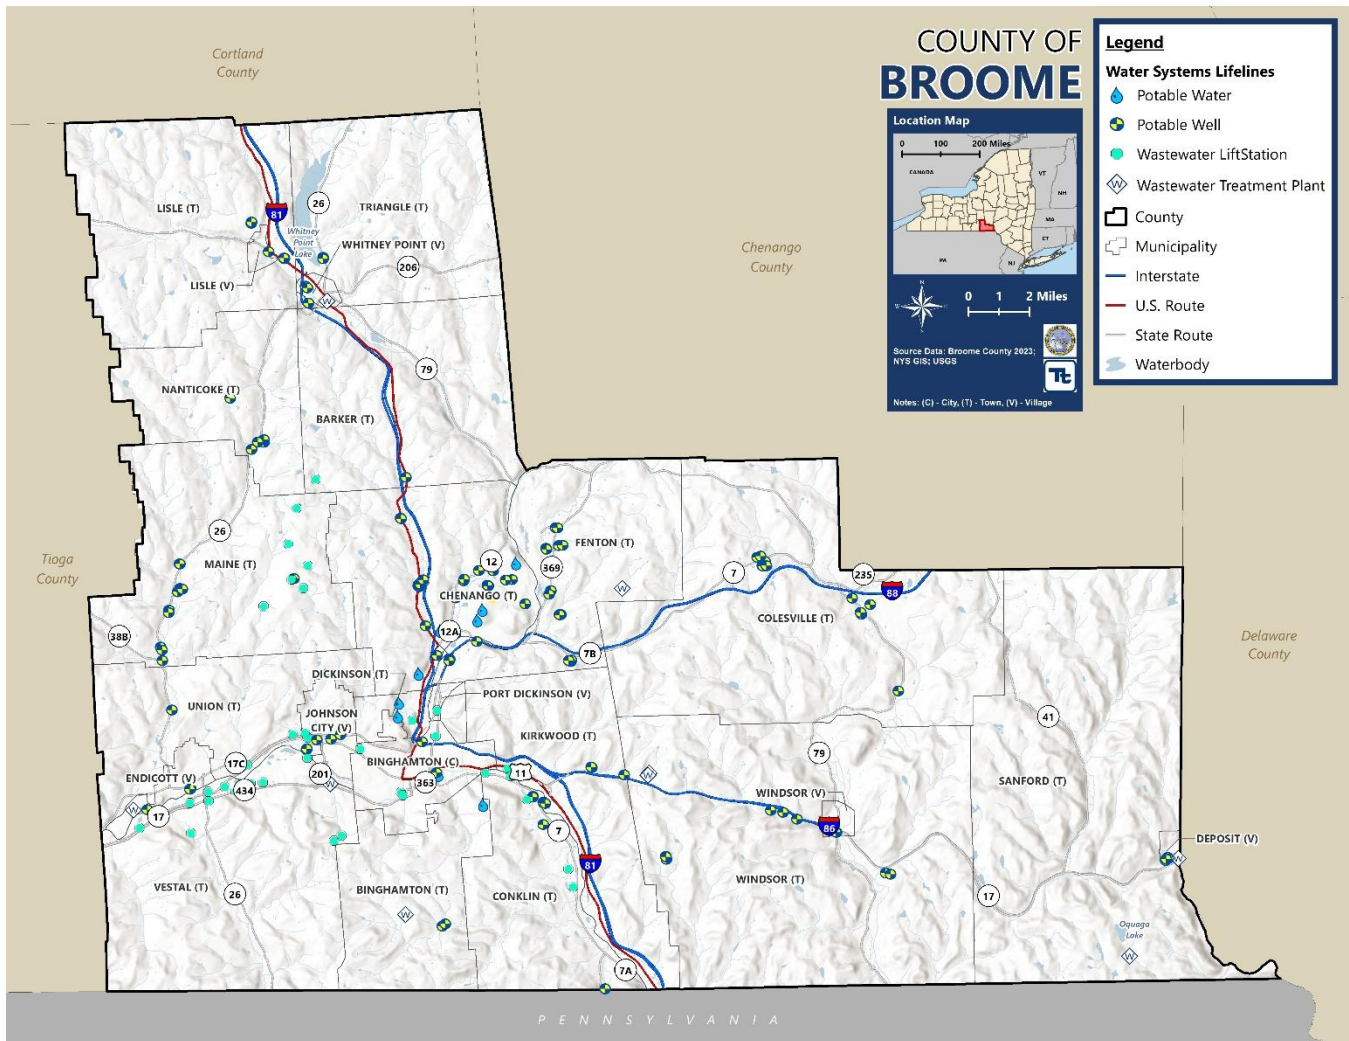 COUNTY OF
BROOME
Location Map
0 100 200 Miles
CANADA
VT
NH
MA
CT
PA
NJ
N
0 1 2 Miles
Source Data: Broome County 2023;
NYS GIS; USGS
Tt
Notes: (C) - City, (T) - Town, (V) - Village
Legend
Water Systems Lifelines
Potable Water
Potable Well
Wastewater LiftStation
W Wastewater Treatment Plant
County
Municipality
Interstate
U.S. Route
State Route
Waterbody
Cortland
County
Chenango
County
Tioga
County
Delaware
County
LISLE (T)
81
26
TRIANGLE (T)
Whitney
Point
Lake
WHITNEY POINT (V)
206
LISLE (V)
W
79
NANTICOKE (T)
BARKER (T)
26
MAINE (T)
12
FENTON (T)
369
CHENANGO (T)
W
7
235
88
COLESVILLE (T)
38B
12A
7B
DICKINSON (T)
UNION (T)
PORT DICKINSON (V)
JOHNSON
CITY (V)
KIRKWOOD (T)
41
17C
BINGHAMTON (C)
79
ENDICOTT (V)
201
434
363
11
W
W
SANFORD (T)
WINDSOR (V)
W
17
7
86
DEPOSIT (V)
W
81
VESTAL (T)
26
BINGHAMTON (T)
CONKLIN (T)
WINDSOR (T)
17
W
Oquaga
Lake
W
7A
PENNSYLVANIA